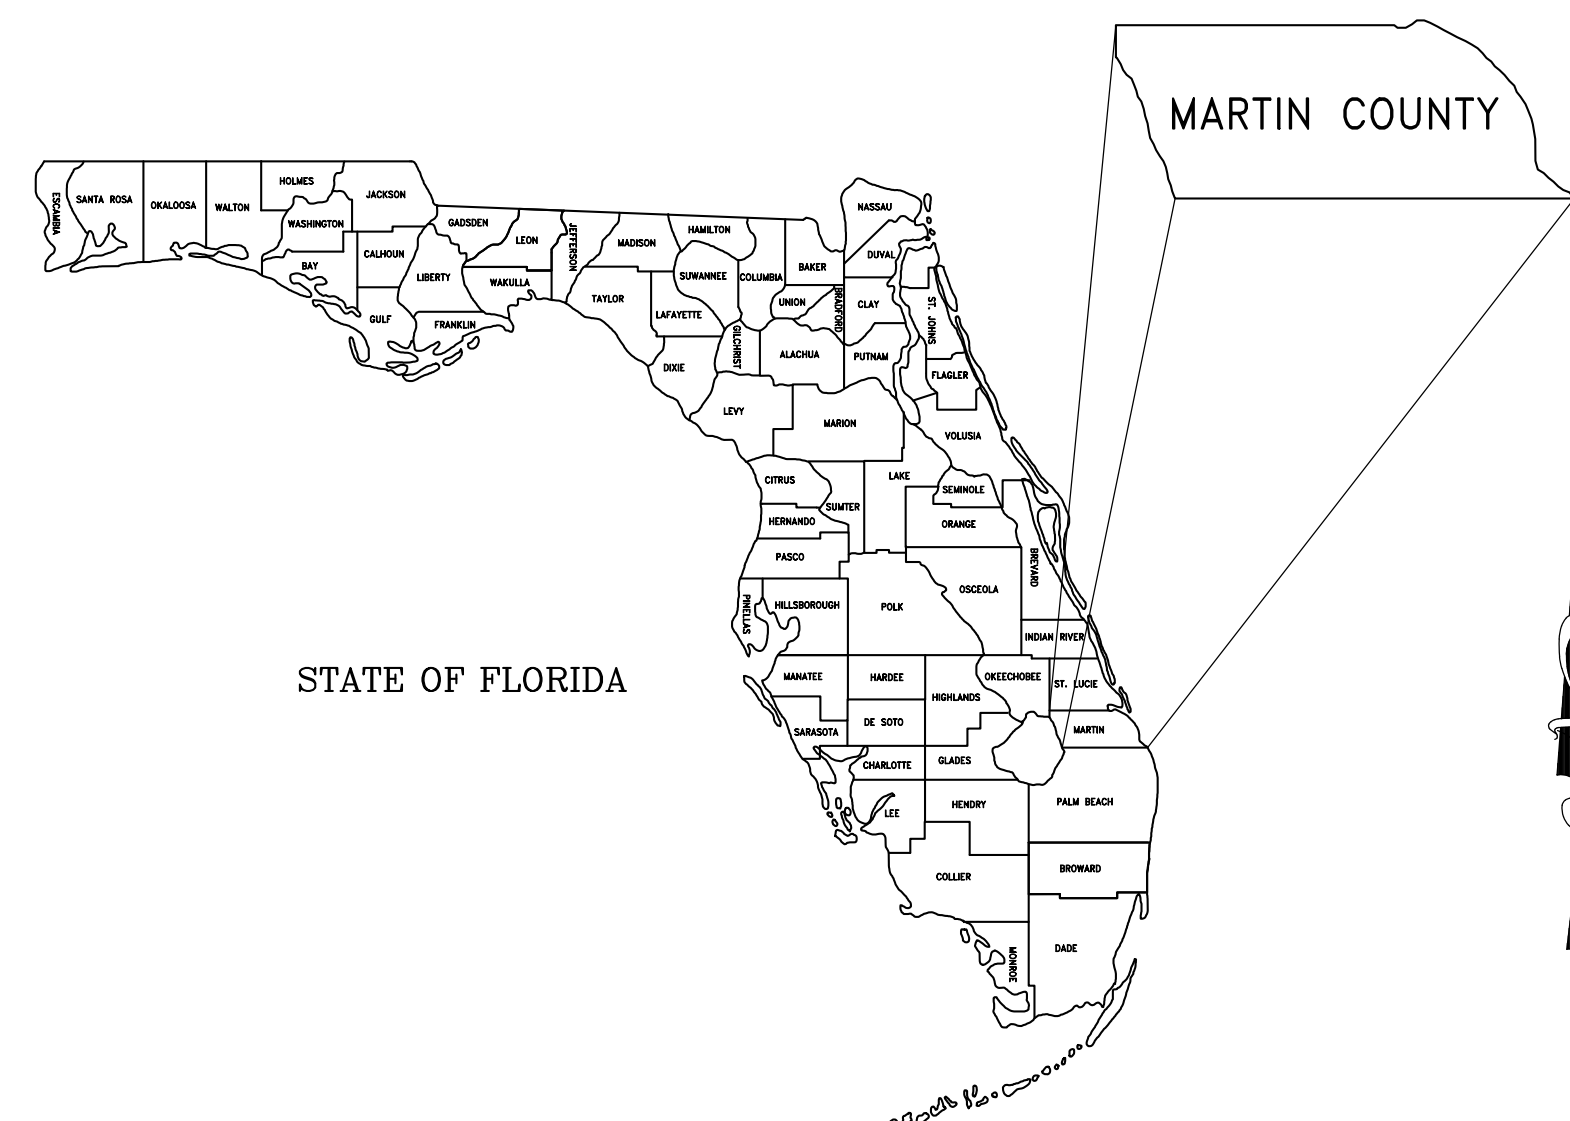 MARTIN COUNTY
HOLMES
JACKSON
SANTA ROSA
OKALOOSA
WALTON
ESCAMBIA
WASHINGTON
GADSDEN
LEON
JEFFERSON
MADISON
HAMILTON
NASSAU
DUVAL
CALHOUN
BAY
LIBERTY
WAKULLA
TAYLOR
SUWANNEE
COLUMBIA
BAKER
UNION
BRADFORD
CLAY
ST. JOHNS
GULF
FRANKLIN
LAFAYETTE
GILCHRIST
ALACHUA
PUTNAM
DIXIE
FLAGLER
LEVY
MARION
VOLUSIA
CITRUS
LAKE
SEMINOLE
SUMTER
HERNANDO
ORANGE
PASCO
BREVARD
OSCEOLA
PINELLAS
HILLSBOROUGH
POLK
INDIAN RIVER
STATE OF FLORIDA
MANATEE
HARDEE
OKEECHOBEE
ST. LUCIE
HIGHLANDS
DE SOTO
SARASOTA
MARTIN
CHARLOTTE
GLADES
LEE
HENDRY
PALM BEACH
COLLIER
BROWARD
MONROE
DADE